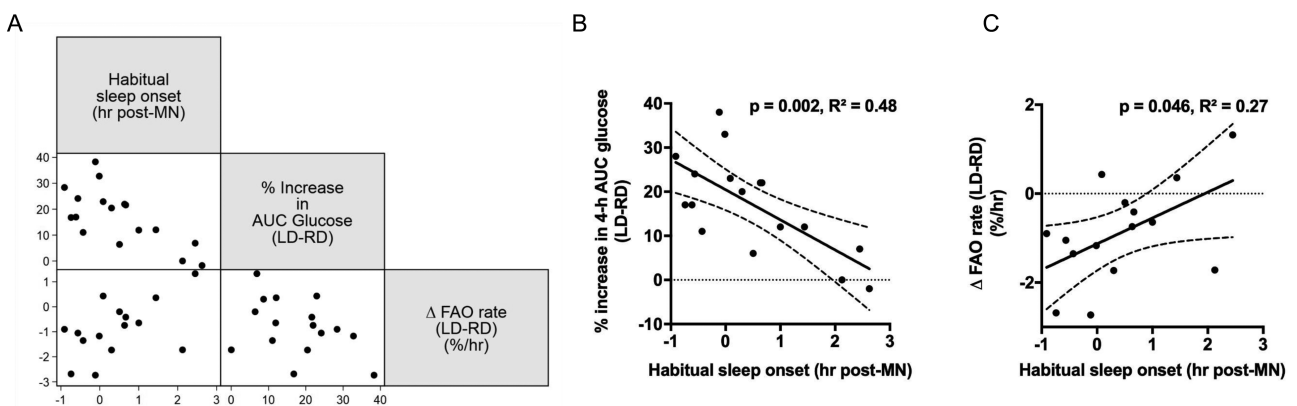 A
Habitual
sleep onset
(hr post-MN)
40
30
20
10
0
% Increase
in
AUC Glucose
(LD-RD)
1
0
-1
-2
-3
Δ FAO rate
(LD-RD)
(%/hr)
-1 0 1 2 3 0 10 20 30 40
B
% increase in 4-h AUC glucose
(LD-RD)
40
30
20
10
0
-10
p = 0.002, R² = 0.48
-1 0 1 2 3
Habitual sleep onset (hr post-MN)
C
Δ FAO rate (LD-RD)
(%/hr)
2
0
-2
p = 0.046, R² = 0.27
-1 0 1 2 3
Habitual sleep onset (hr post-MN)